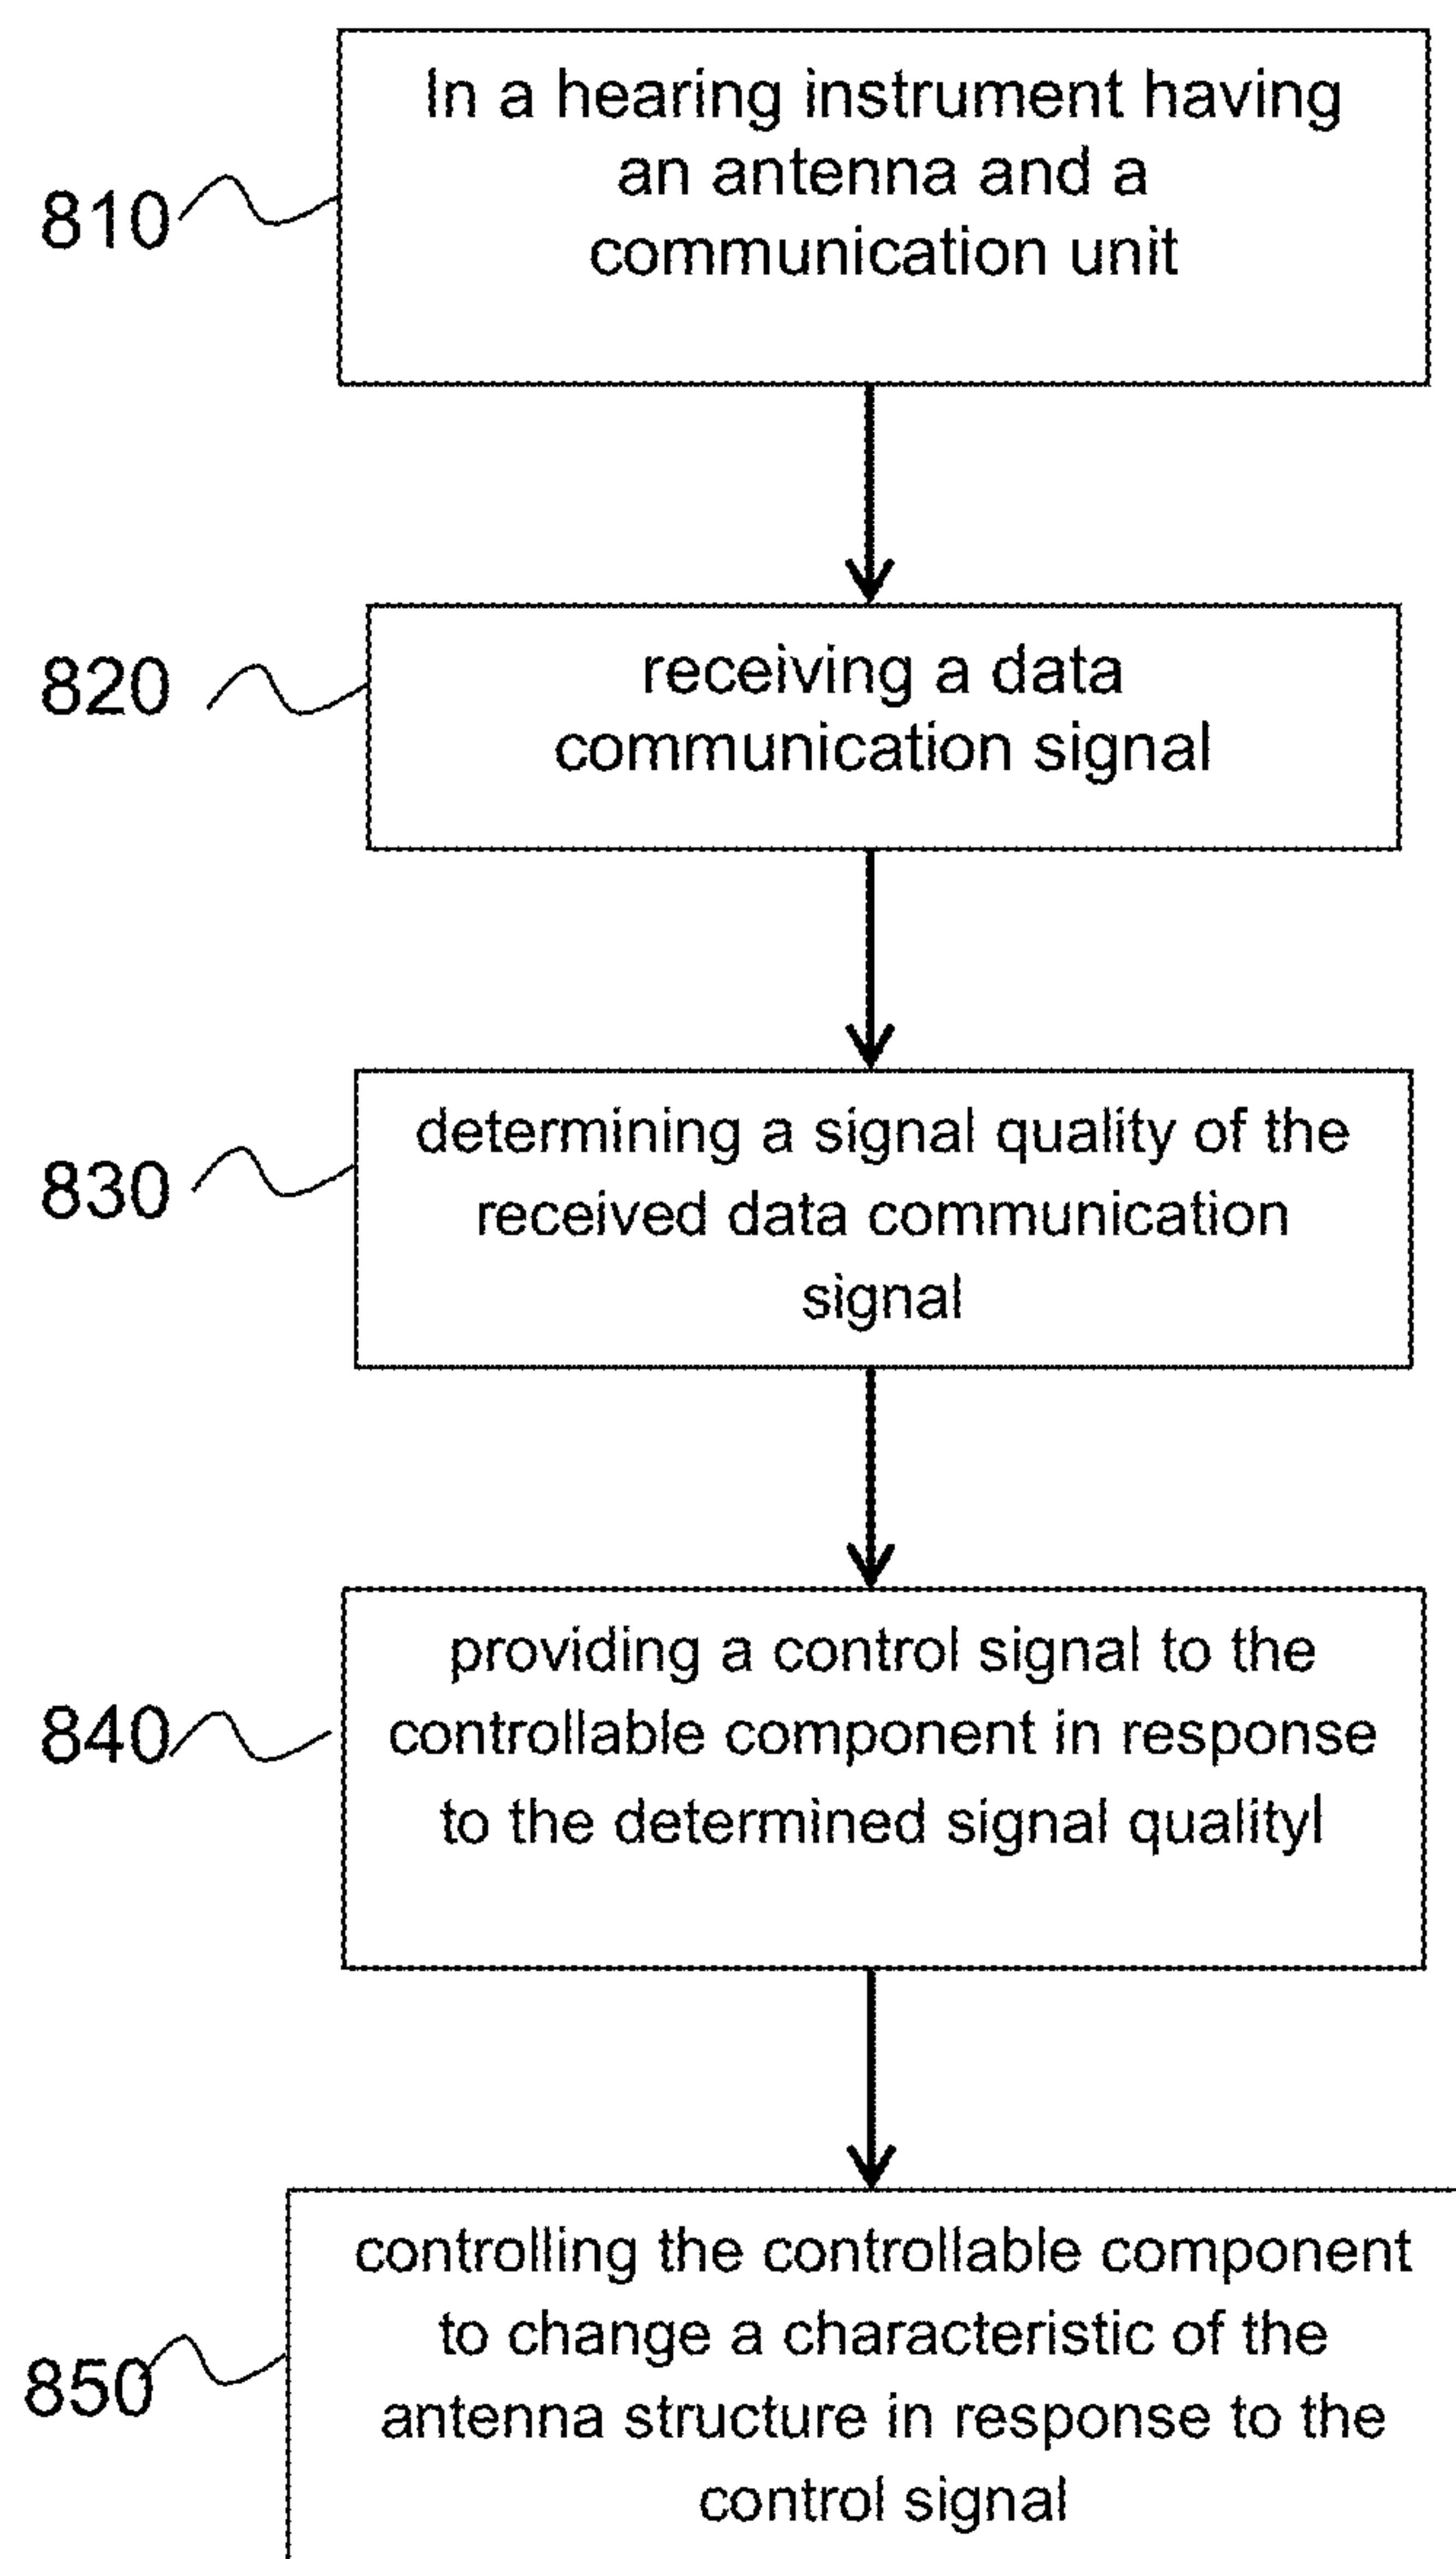 In a hearing instrument having
an antenna and a
communication unit
810
receiving a data
communication signal
820
determining a signal quality of the
received data communication
signal
830
providing a control signal to the
controllable component in response
to the determined signal qualityl
840
controlling the controllable component
to change a characteristic of the
antenna structure in response to the
control signal
850